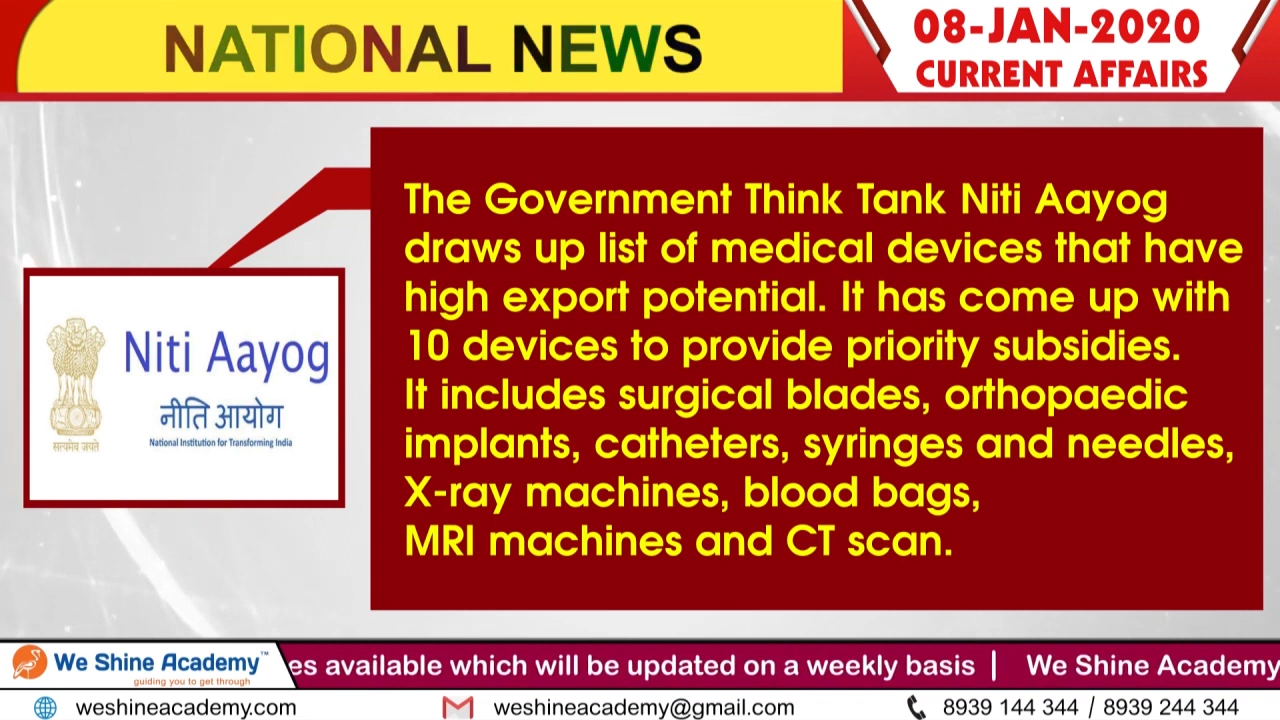 NATIONAL NEWS
08-JAN-2020
CURRENT AFFAIRS
The Government Think Tank Niti Aayog
draws up list of medical devices that have
high export potential. It has come up with
10 devices to provide priority subsidies.
It includes surgical blades, orthopaedic
implants, catheters, syringes and needles,
X-ray machines, blood bags,
MRI machines and CT scan.
Niti Aayog
नीति आयोग
National Institution for Transforming India
सत्यमेव जयते
We Shine Academy™
guiding you to get through
es available which will be updated on a weekly basis | We Shine Academy
weshineacademy.com
weshineacademy@gmail.com
8939 144 344 / 8939 244 344